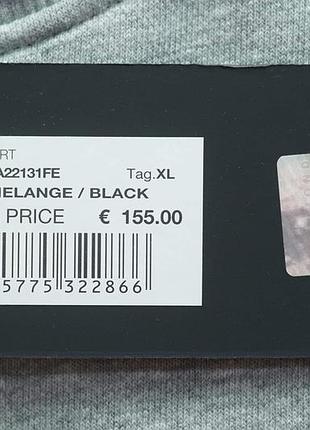 RT
A22131FE Tag.XL
MELANGE / BLACK
PRICE € 155.00
5775 322866